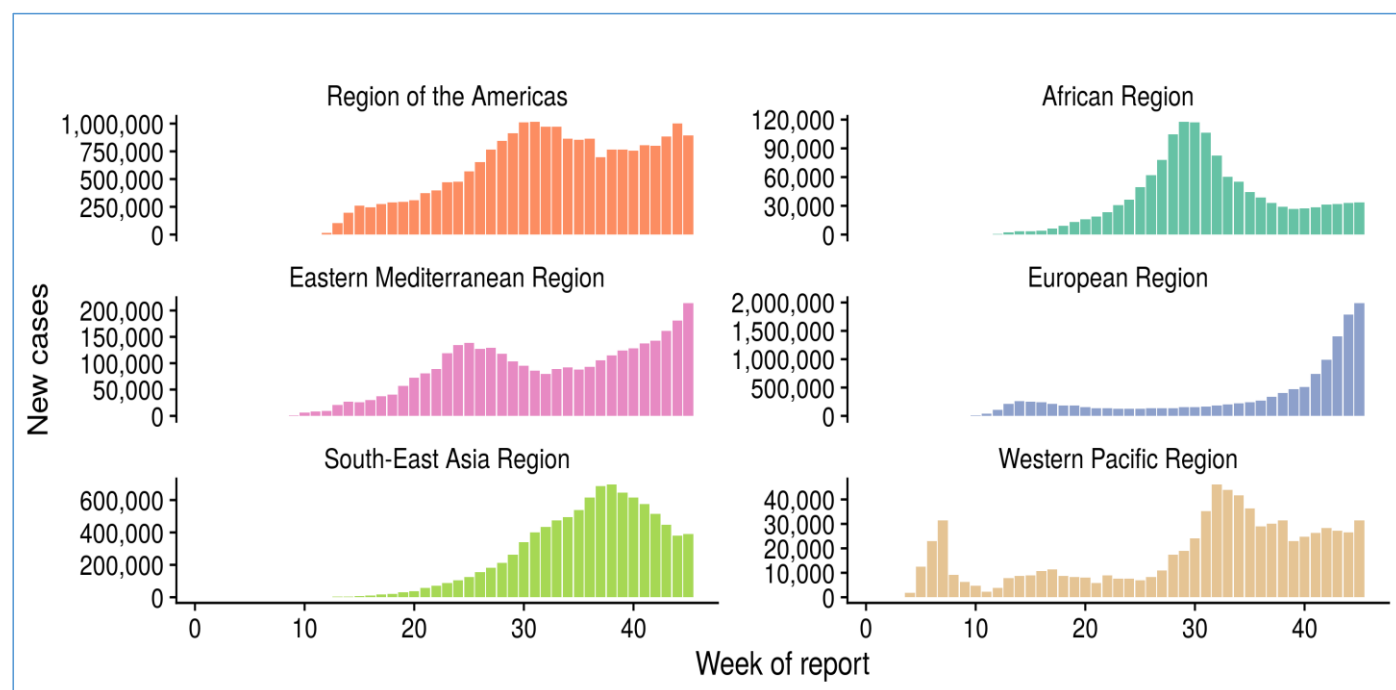 Region of the Americas
1,000,000
750,000
500,000
250,000
0
African Region
120,000
90,000
60,000
30,000
0
Eastern Mediterranean Region
200,000
150,000
100,000
50,000
0
European Region
2,000,000
1,500,000
1,000,000
500,000
0
New cases
South-East Asia Region
600,000
400,000
200,000
0
0 10 20 30 40
Western Pacific Region
40,000
30,000
20,000
10,000
0
0 10 20 30 40
Week of report